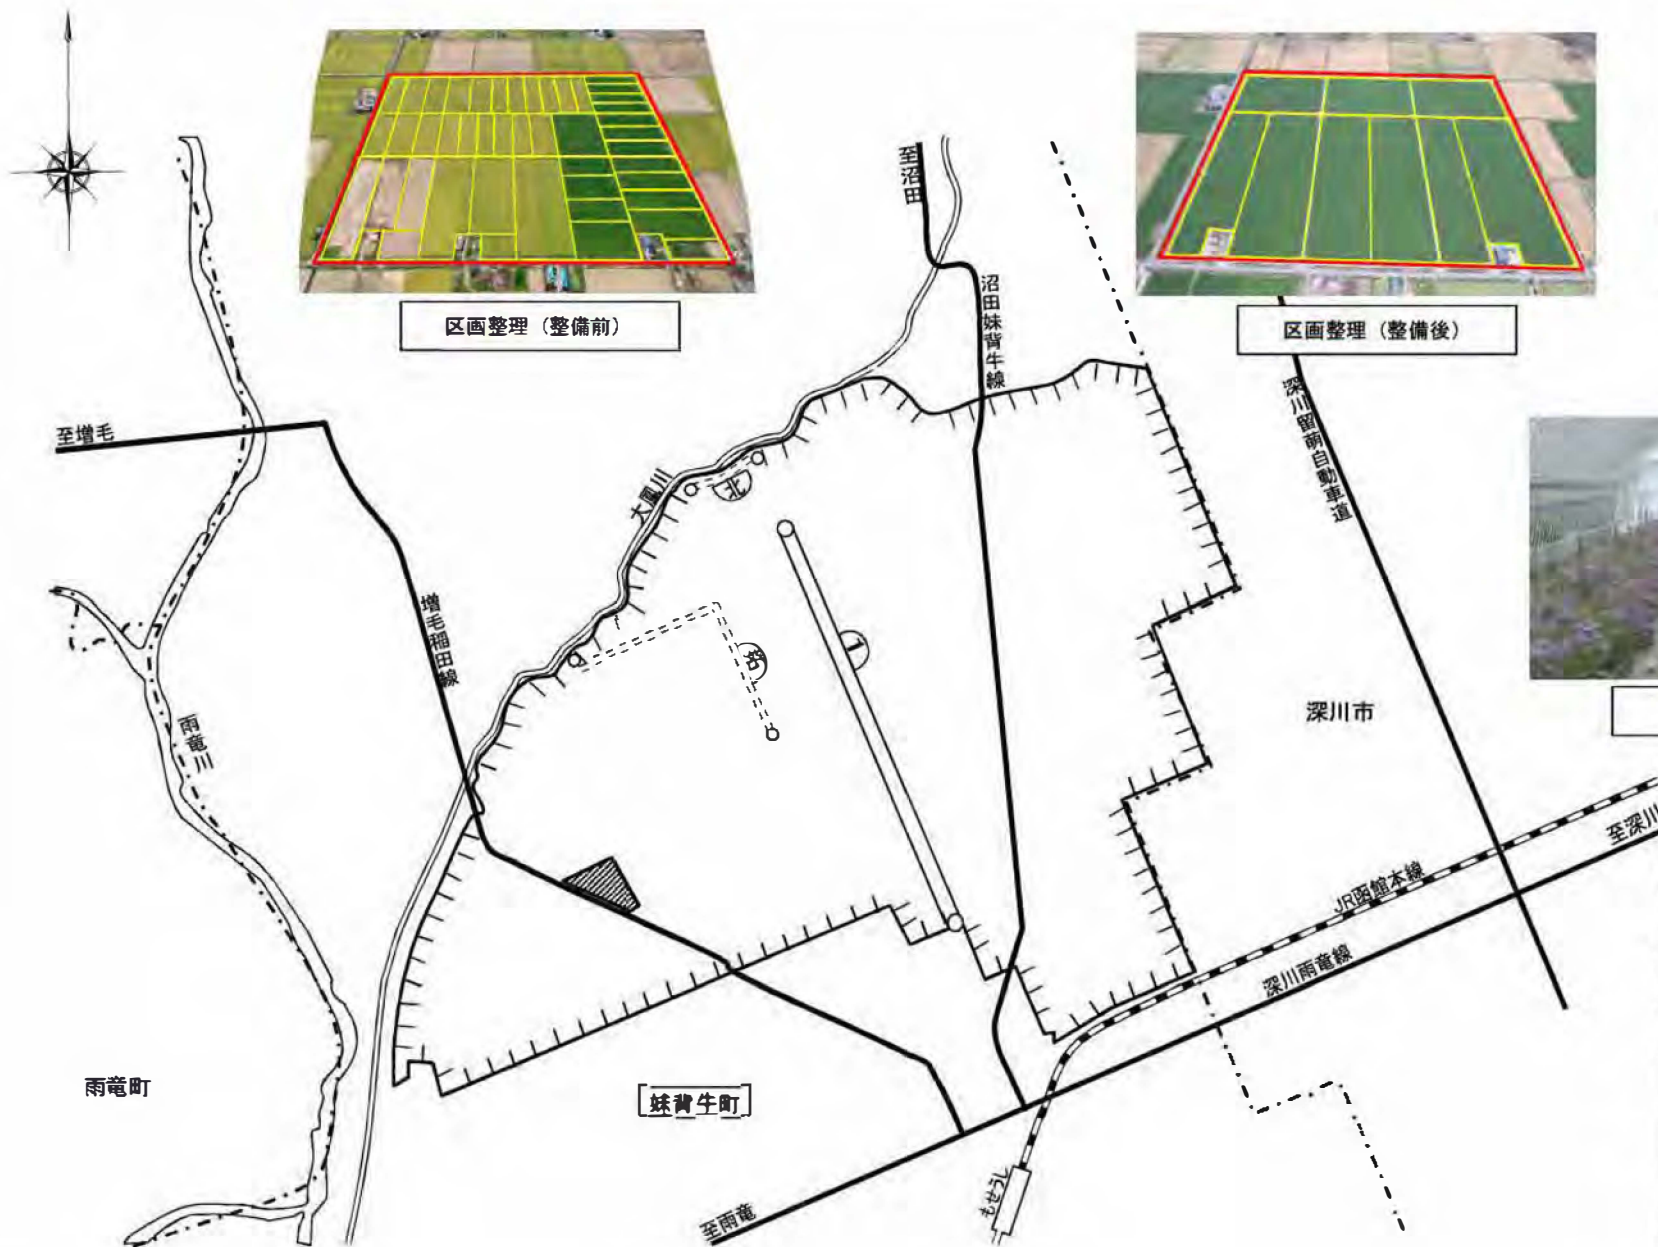 区画整理（整備前）
区画整理（整備後）
至沼田
沼田妹背牛線
至増毛
深川留萌自動車道
大鳳川
北
増毛稲田線
1
雨竜川
深川市
至深川
JR函館本線
深川雨竜線
雨竜町
妹背牛町
もせうし
至雨竜